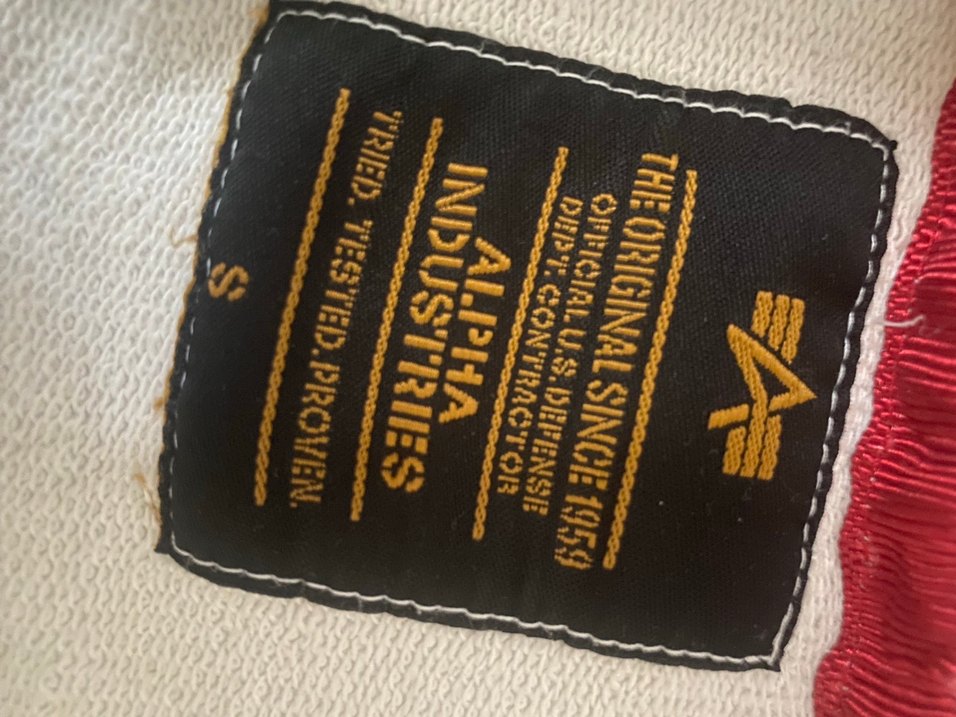 THE ORIGINAL SINCE 1959
OFFICIAL U.S. DEFENSE
DEPT. CONTRACTOR
ALPHA
INDUSTRIES
TRIED. TESTED. PROVEN.
S